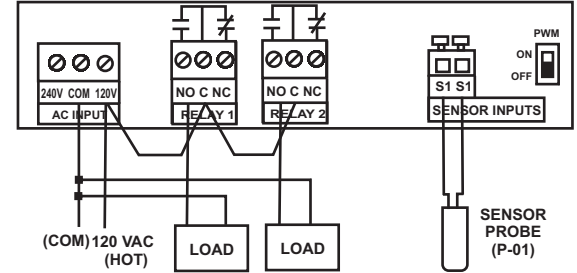 PWM
ON
OFF
240V COM 120V
AC INPUT
NO C NC
RELAY 1
NO C NC
RELAY 2
S1 S1
SENSOR INPUTS
(COM)
120 VAC
(HOT)
LOAD
LOAD
SENSOR
PROBE
(P-01)